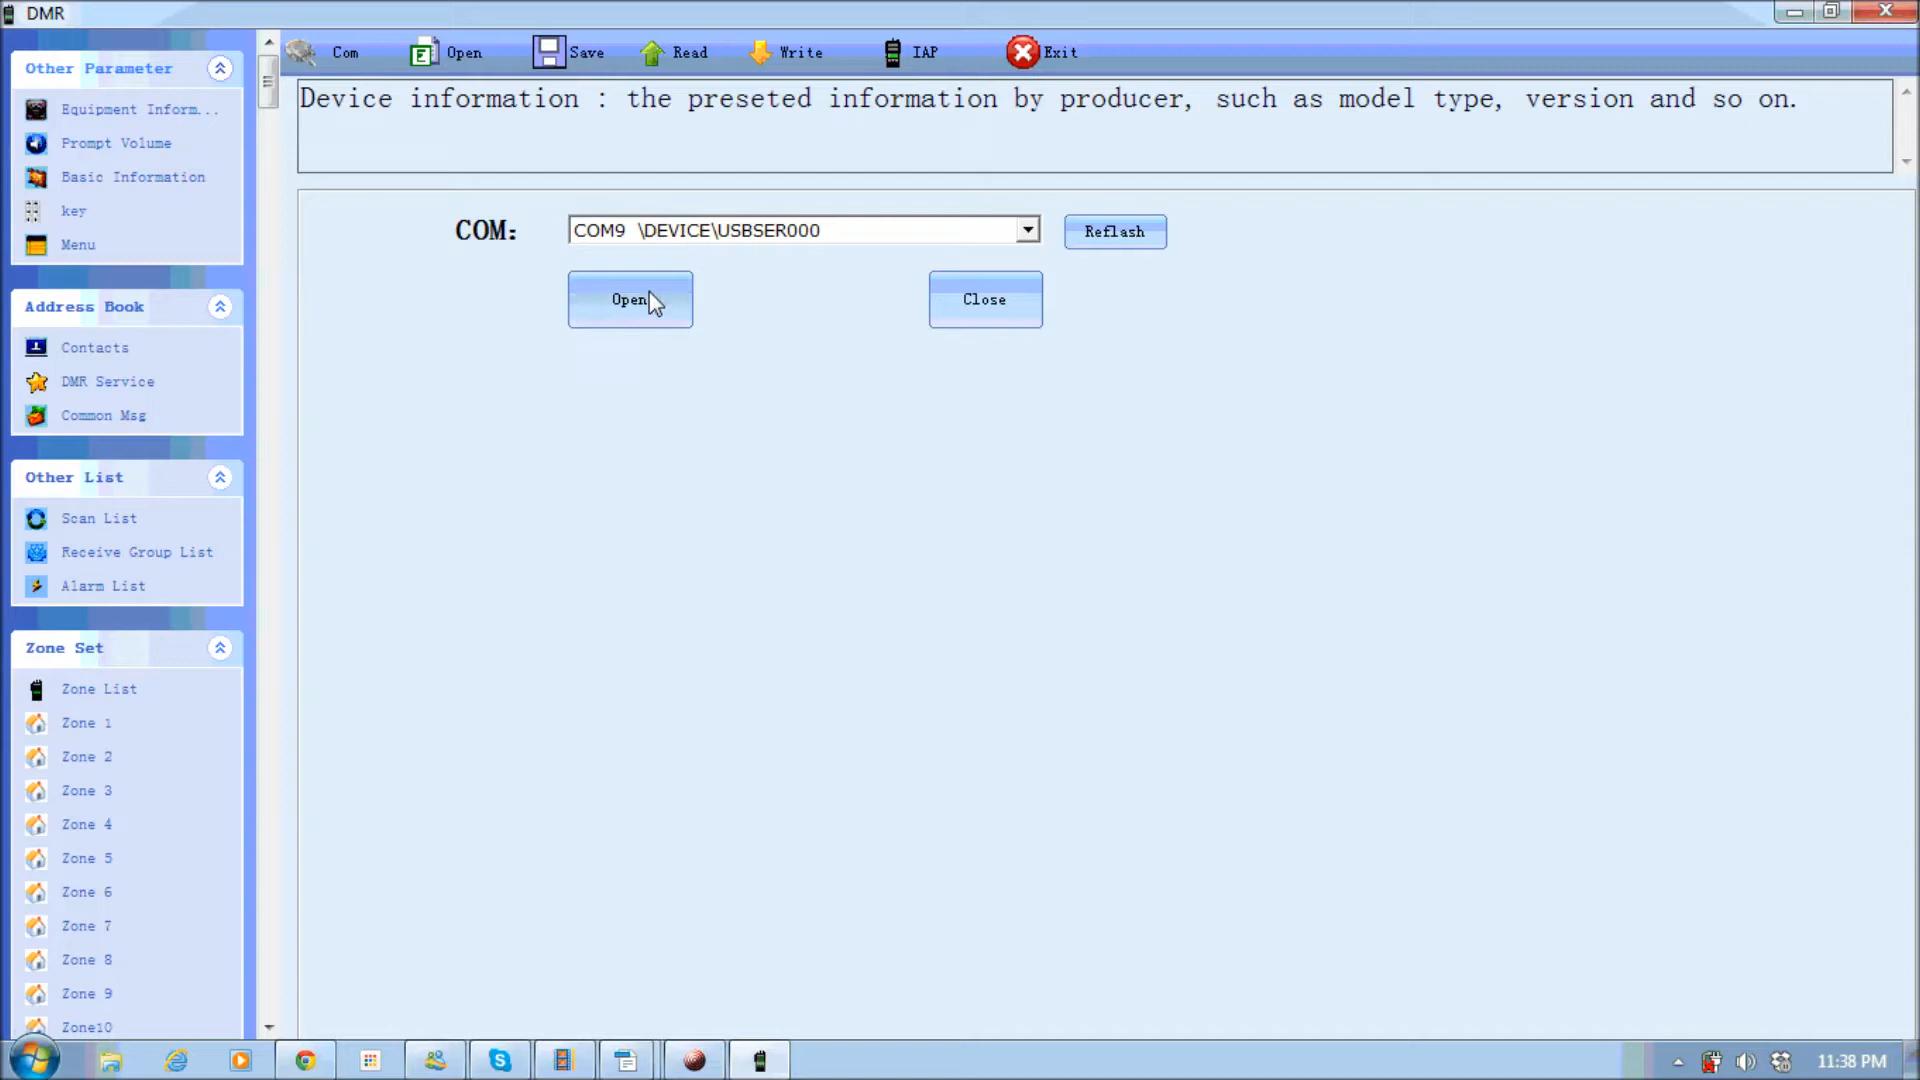 DMR
Com Open Save Read Write IAP Exit
Device information : the preseted information by producer, such as model type, version and so on.
COM: COM9 \DEVICE\USBSER000 Reflash
Open Close
Other Parameter
Equipment Inform...
Prompt Volume
Basic Information
key
Menu
Address Book
Contacts
DMR Service
Common Msg
Other List
Scan List
Receive Group List
Alarm List
Zone Set
Zone List
Zone 1
Zone 2
Zone 3
Zone 4
Zone 5
Zone 6
Zone 7
Zone 8
Zone 9
Zone10
11:38 PM